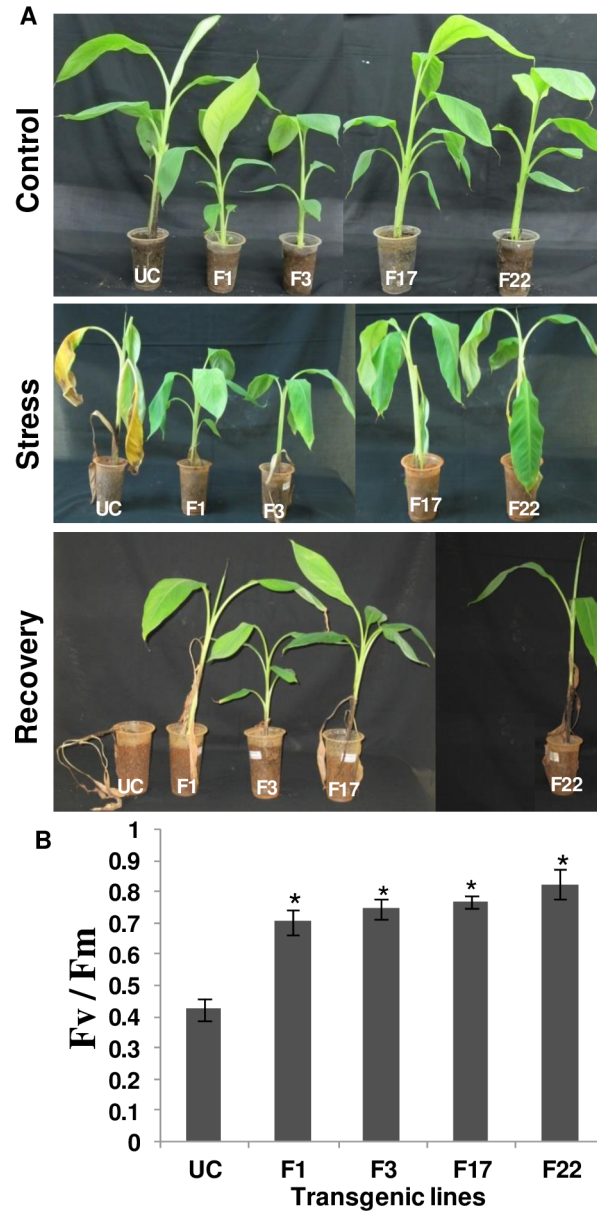 A
Control
UC
F1
F3
F17
F22
Stress
UC
F1
F3
F17
F22
Recovery
UC
F1
F3
F17
F22
B
Fv / Fm
1
0.9
0.8
0.7
0.6
0.5
0.4
0.3
0.2
0.1
0
*
*
*
*
UC
F1
F3
F17
F22
Transgenic lines